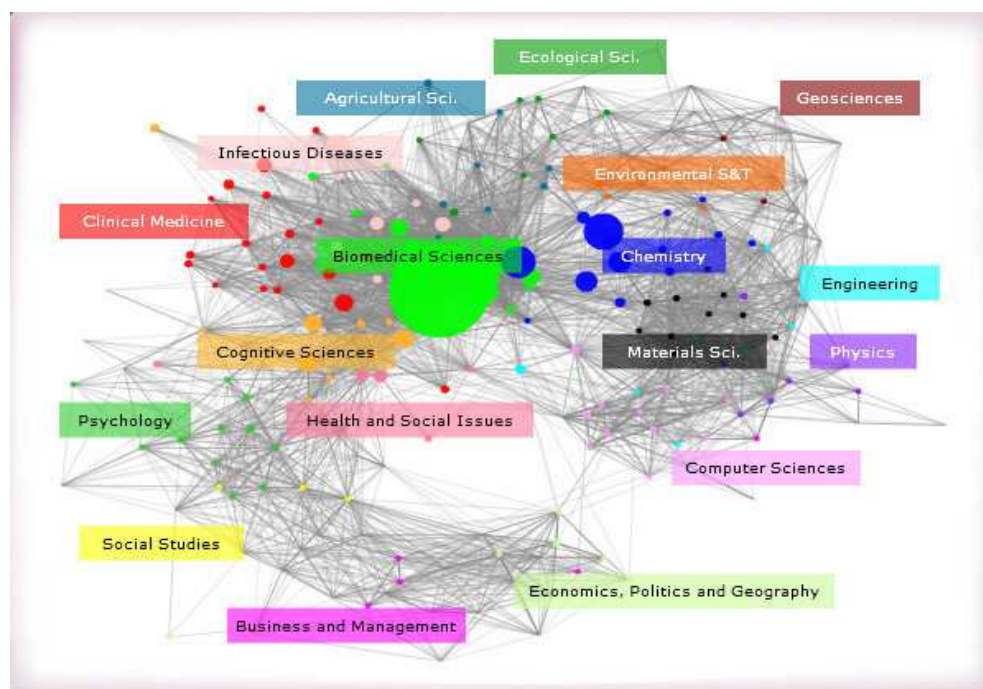 Ecological Sci.
Agricultural Sci.
Geosciences
Infectious Diseases
Environmental S&T
Clinical Medicine
Biomedical Sciences
Chemistry
Engineering
Cognitive Sciences
Materials Sci.
Physics
Psychology
Health and Social Issues
Computer Sciences
Social Studies
Economics, Politics and Geography
Business and Management